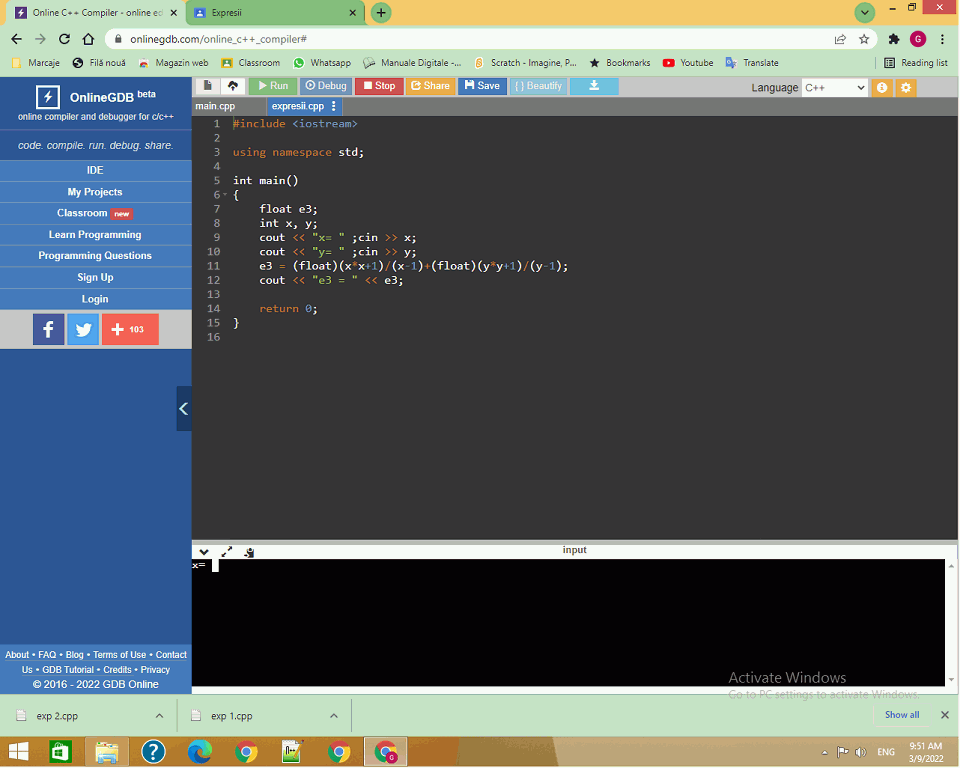 Online C++ Compiler - online ed
Expresii
onlinegdb.com/online_c++_compiler#
G
Marcaje
Filă nouă
Magazin web
Classroom
Whatsapp
Manuale Digitale -...
Scratch - Imagine, P...
Bookmarks
Youtube
Translate
Reading list
OnlineGDB beta
online compiler and debugger for c/c++
code. compile. run. debug. share.
IDE
My Projects
Classroom new
Learn Programming
Programming Questions
Sign Up
Login
f
+ 103
About • FAQ • Blog • Terms of Use • Contact
Us • GDB Tutorial • Credits • Privacy
© 2016 - 2022 GDB Online
Run
Debug
Stop
Share
Save
{ } Beautify
Language C++
main.cpp
expresii.cpp
1 #include <iostream>
2
3 using namespace std;
4
5 int main()
6 {
7 float e3;
8 int x, y;
9 cout << "x= " ;cin >> x;
10 cout << "y= " ;cin >> y;
11 e3 = (float)(x*x+1)/(x-1)+(float)(y*y+1)/(y-1);
12 cout << "e3 = " << e3;
13
14 return 0;
15 }
16
input
x=
Activate Windows
Go to PC settings to activate Windows.
exp 2.cpp
exp 1.cpp
Show all
ENG
9:51 AM
3/9/2022